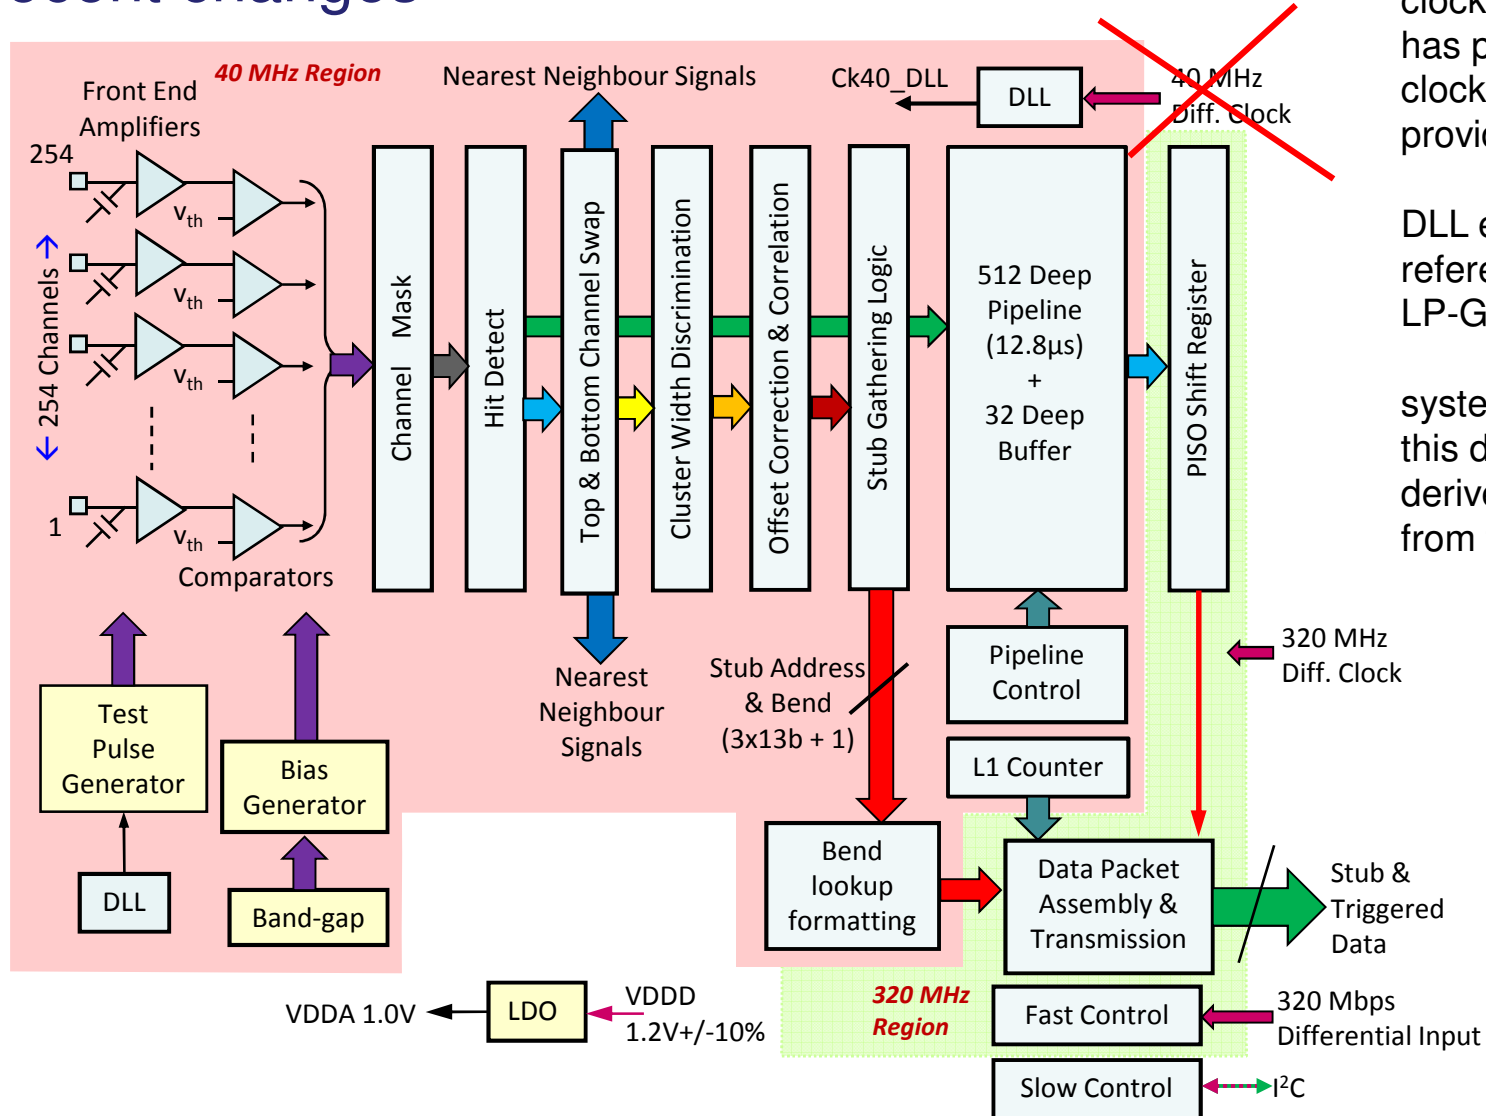 ecent changes
40 MHz Region
Front End
Amplifiers
Nearest Neighbour Signals
Ck40_DLL
DLL
40 MHz
Diff. Clock
254
Vth
Vth
Vth
Vth
← 254 Channels →
1
Comparators
Channel Mask
Hit Detect
Top & Bottom Channel Swap
Cluster Width Discrimination
Offset Correction & Correlation
Stub Gathering Logic
512 Deep
Pipeline
(12.8µs)
+
32 Deep
Buffer
PISO Shift Register
320 MHz
Diff. Clock
Nearest
Neighbour
Signals
Stub Address
& Bend
(3x13b + 1)
Pipeline
Control
L1 Counter
Test
Pulse
Generator
Bias
Generator
DLL
Band-gap
Bend
lookup
formatting
Data Packet
Assembly &
Transmission
Stub &
Triggered
Data
VDDA 1.0V
LDO
VDDD
1.2V+/-10%
320 MHz
Region
Fast Control
320 Mbps
Differential Input
Slow Control
I²C
clock
has p
clock
provid
DLL e
refere
LP-G
syste
this d
derive
from